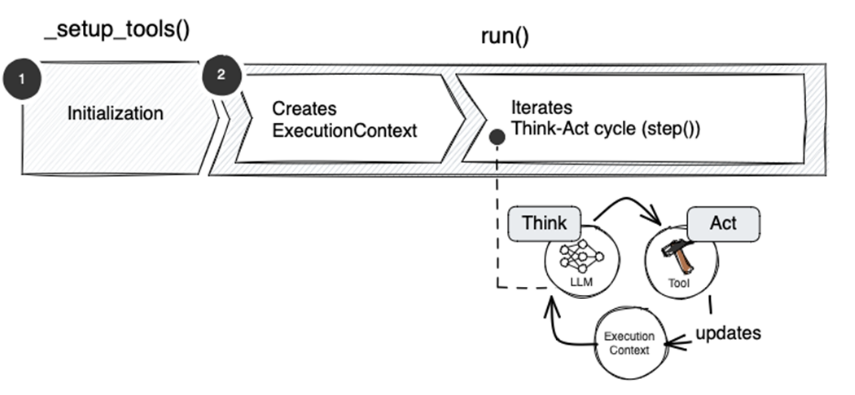 _setup_tools()
run()
1
2
Initialization
Creates
ExecutionContext
Iterates
Think-Act cycle (step())
Think
Act
LLM
Tool
updates
Execution
Context